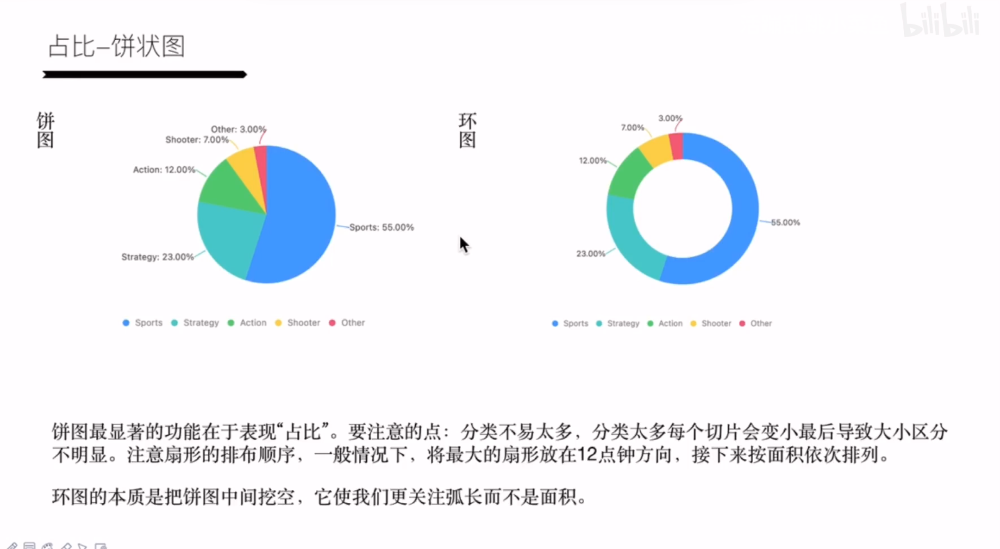 bilibili
占比–饼状图
饼
图
Other: 3.00%
Shooter: 7.00%
Action: 12.00%
Sports: 55.00%
Strategy: 23.00%
Sports Strategy Action Shooter Other
环
图
3.00%
7.00%
12.00%
55.00%
23.00%
Sports Strategy Action Shooter Other
饼图最显著的功能在于表现“占比”。要注意的点：分类不易太多，分类太多每个切片会变小最后导致大小区分
不明显。注意扇形的排布顺序，一般情况下，将最大的扇形放在12点钟方向，接下来按面积依次排列。
环图的本质是把饼图中间挖空，它使我们更关注弧长而不是面积。